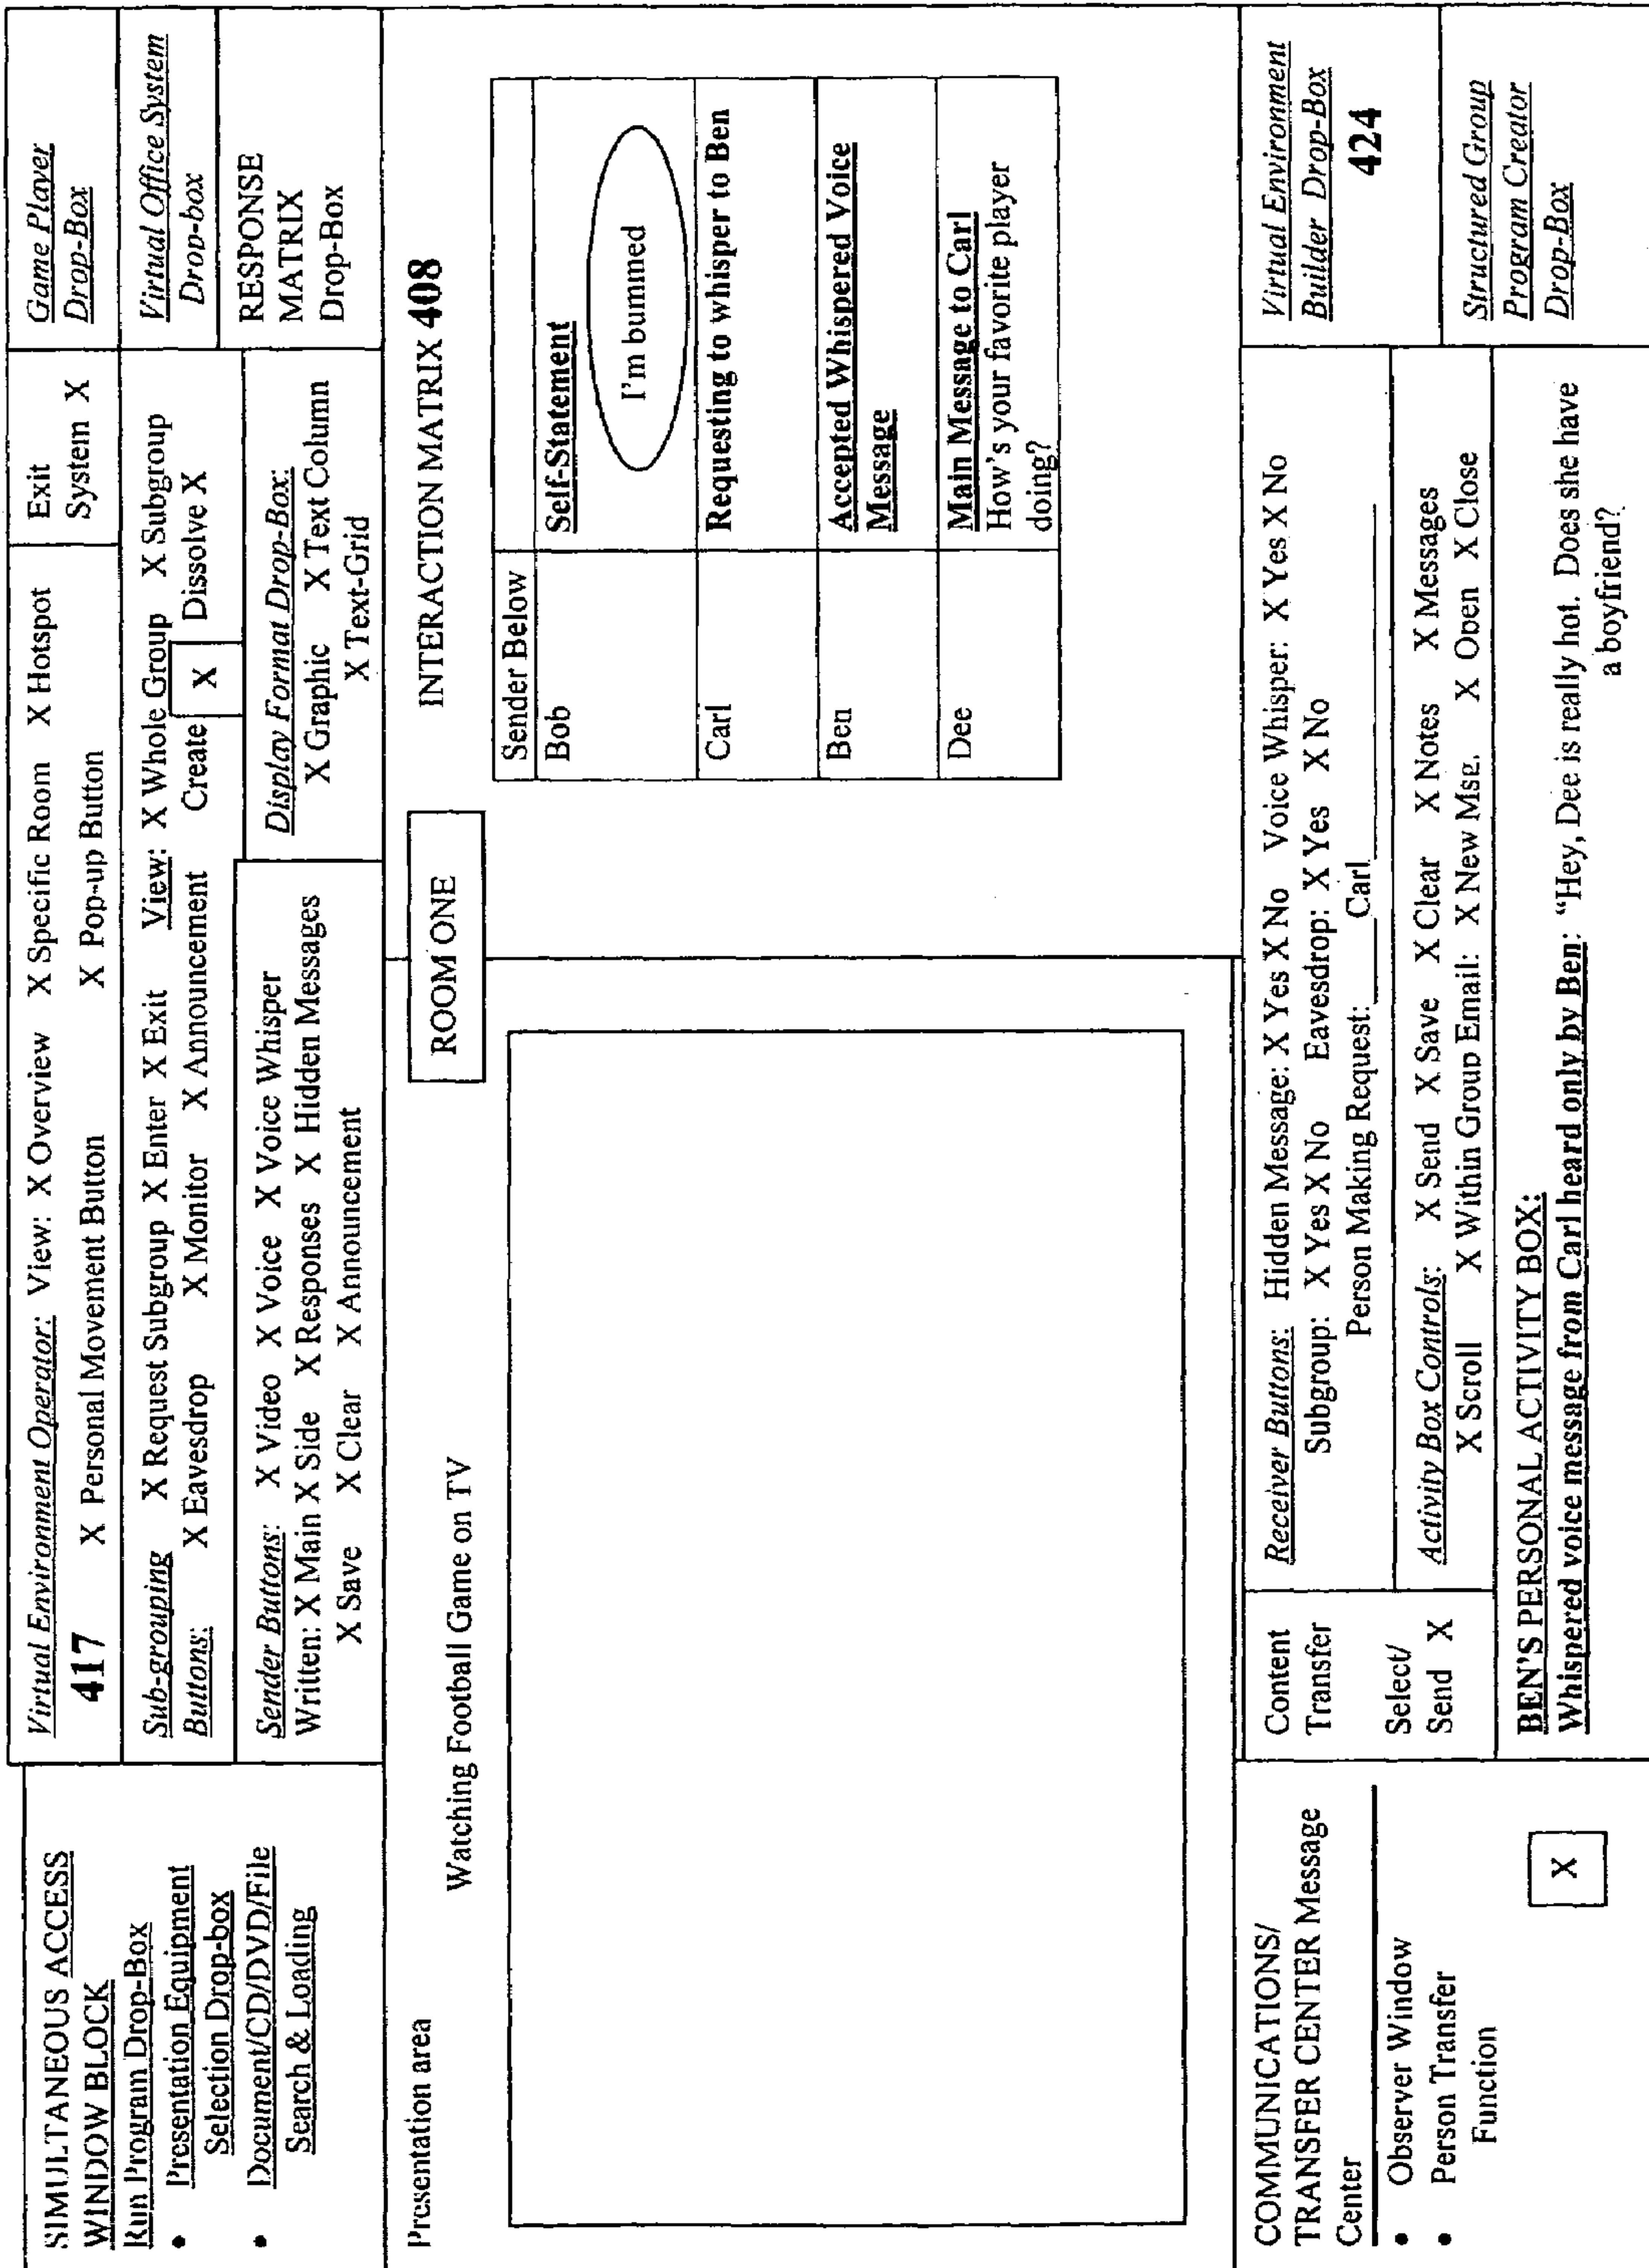 SIMULTANEOUS ACCESS
WINDOW BLOCK
Run Program Drop-Box
• Presentation Equipment
Selection Drop-box
• Document/CD/DVD/File
Search & Loading
Virtual Environment Operator: View: X Overview X Specific Room X Hotspot
417 X Personal Movement Buton X Pop-up Button
Exit
System X
Game Player
Drop-Box
Sub-grouping X Request Subgroup X Enter X Exit View: X Whole Group X Subgroup
Buttons: X Eavesdrop X Monitor X Announcement Create X Dissolve X
Virtual Office System
Drop-box
Sender Buttons: X Video X Voice X Voice Whisper
Written: X Main X Side X Responses X Hidden Messages
X Save X Clear X Announcement
Display Format Drop-Box:
X Graphic X Text Column
X Text-Grid
RESPONSE
MATRIX
Drop-Box
Presentation area
Watching Football Game on TV
ROOM ONE
INTERACTION MATRIX 408
Sender Below
Bob
Self-Statement
I'm bummed
Carl
Requesting to whisper to Ben
Ben
Accepted Whispered Voice
Message
Dee
Main Message to Carl
How's your favorite player
doing?
COMMUNICATIONS/
TRANSFER CENTER Message
Center
• Observer Window
• Person Transfer
Function
X
Content
Transfer
Select/
Send X
Receiver Buttons: Hidden Message: X Yes X No Voice Whisper: X Yes X No
Subgroup: X Yes X No Eavesdrop: X Yes X No
Person Making Request: Carl
Activity Box Controls: X Send X Save X Clear X Notes X Messages
X Scroll X Within Group Email: X New Msg. X Open X Close
Virtual Environment
Builder Drop-Box
424
Structured Group
Program Creator
Drop-Box
BEN'S PERSONAL ACTIVITY BOX:
Whispered voice message from Carl heard only by Ben: "Hey, Dee is really hot. Does she have
a boyfriend?